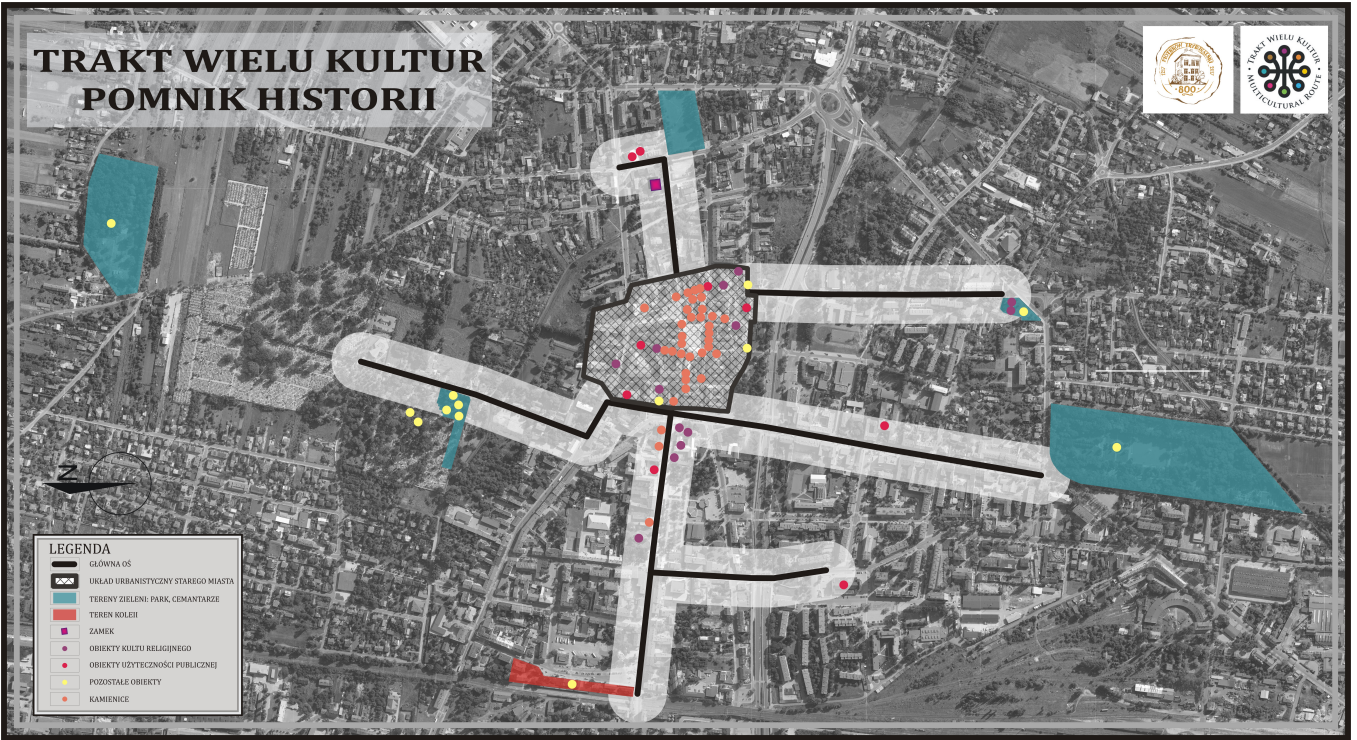 TRAKT WIELU KULTUR
POMNIK HISTORII
800
TRAKT WIELU KULTUR
MULTICULTURAL ROUTE
N
LEGENDA
GŁÓWNA OŚ
UKŁAD URBANISTYCZNY STAREGO MIASTA
TERENY ZIELENI: PARK, CEMANTARZE
TEREN KOLEII
ZAMEK
OBIEKTY KULTU RELIGIJNEGO
OBIEKTY UŻYTECZNOŚCI PUBLICZNEJ
POZOSTAŁE OBIEKTY
KAMIENICE